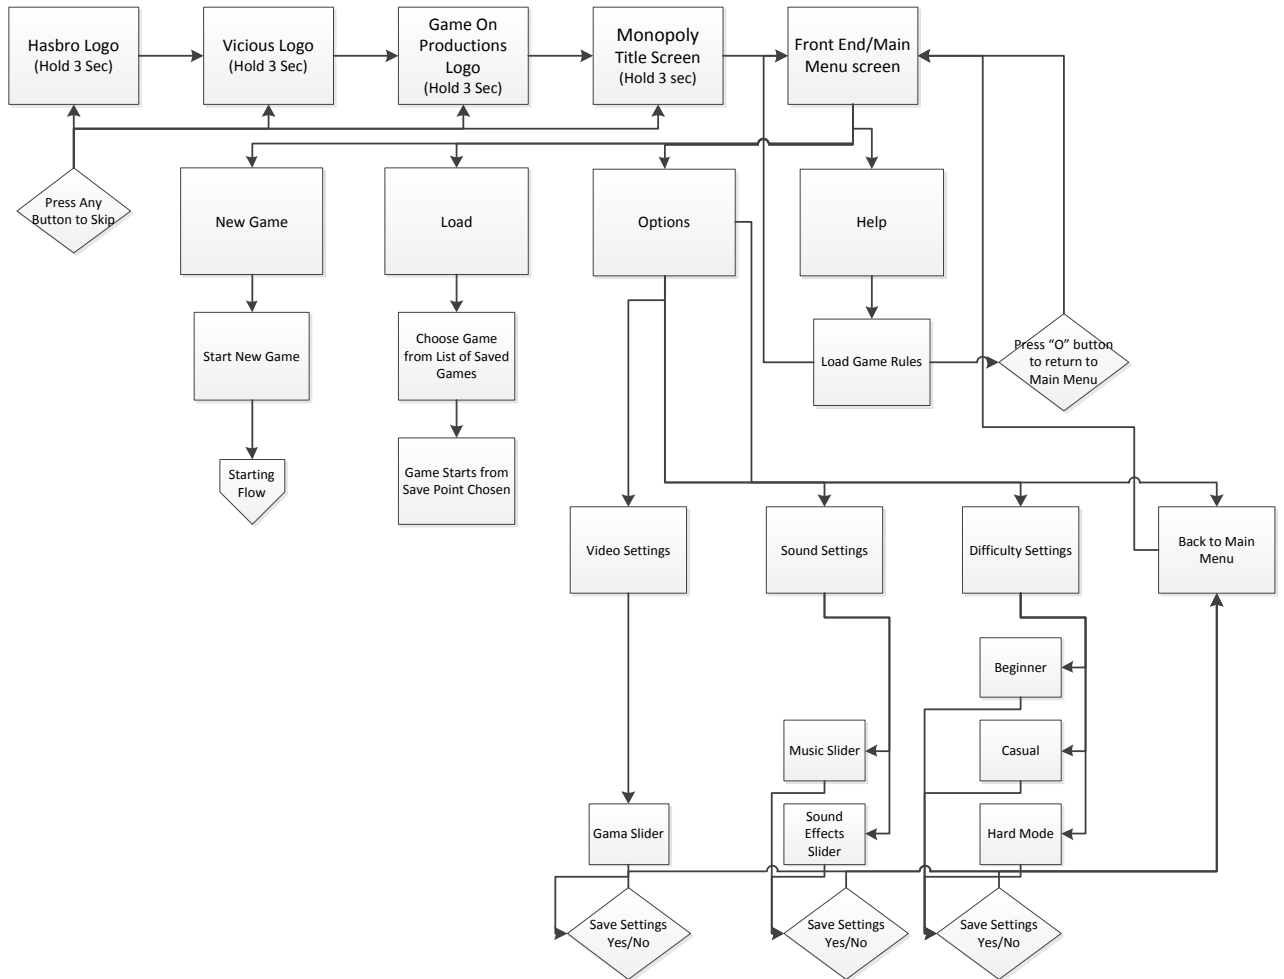 Hasbro Logo
(Hold 3 Sec)
Vicious Logo
(Hold 3 Sec)
Game On
Productions
Logo
(Hold 3 Sec)
Monopoly
Title Screen
(Hold 3 sec)
Front End/Main
Menu screen
Press Any
Button to Skip
New Game
Load
Options
Help
Start New Game
Choose Game
from List of Saved
Games
Load Game Rules
Press “O” button
to return to
Main Menu
Starting
Flow
Game Starts from
Save Point Chosen
Video Settings
Sound Settings
Difficulty Settings
Back to Main
Menu
Beginner
Music Slider
Casual
Gama Slider
Sound
Effects
Slider
Hard Mode
Save Settings
Yes/No
Save Settings
Yes/No
Save Settings
Yes/No